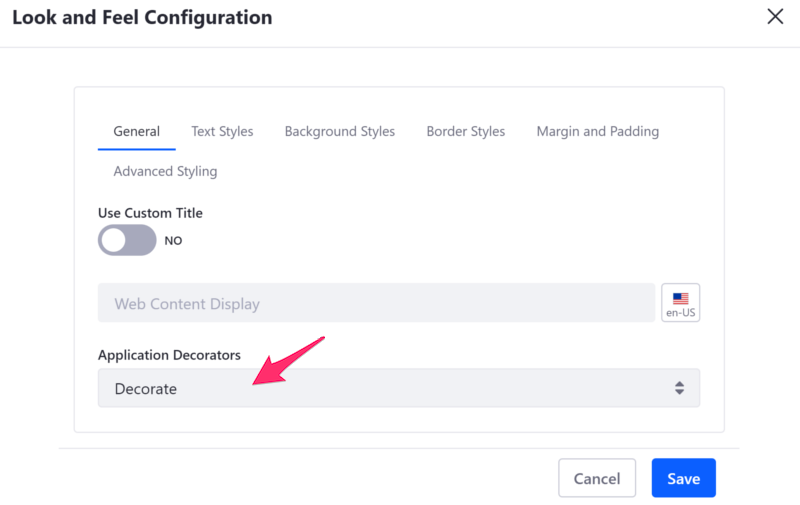 Look and Feel Configuration
General Text Styles Background Styles Border Styles Margin and Padding
Advanced Styling
Use Custom Title
NO
Web Content Display
en-US
Application Decorators
Decorate
Cancel Save